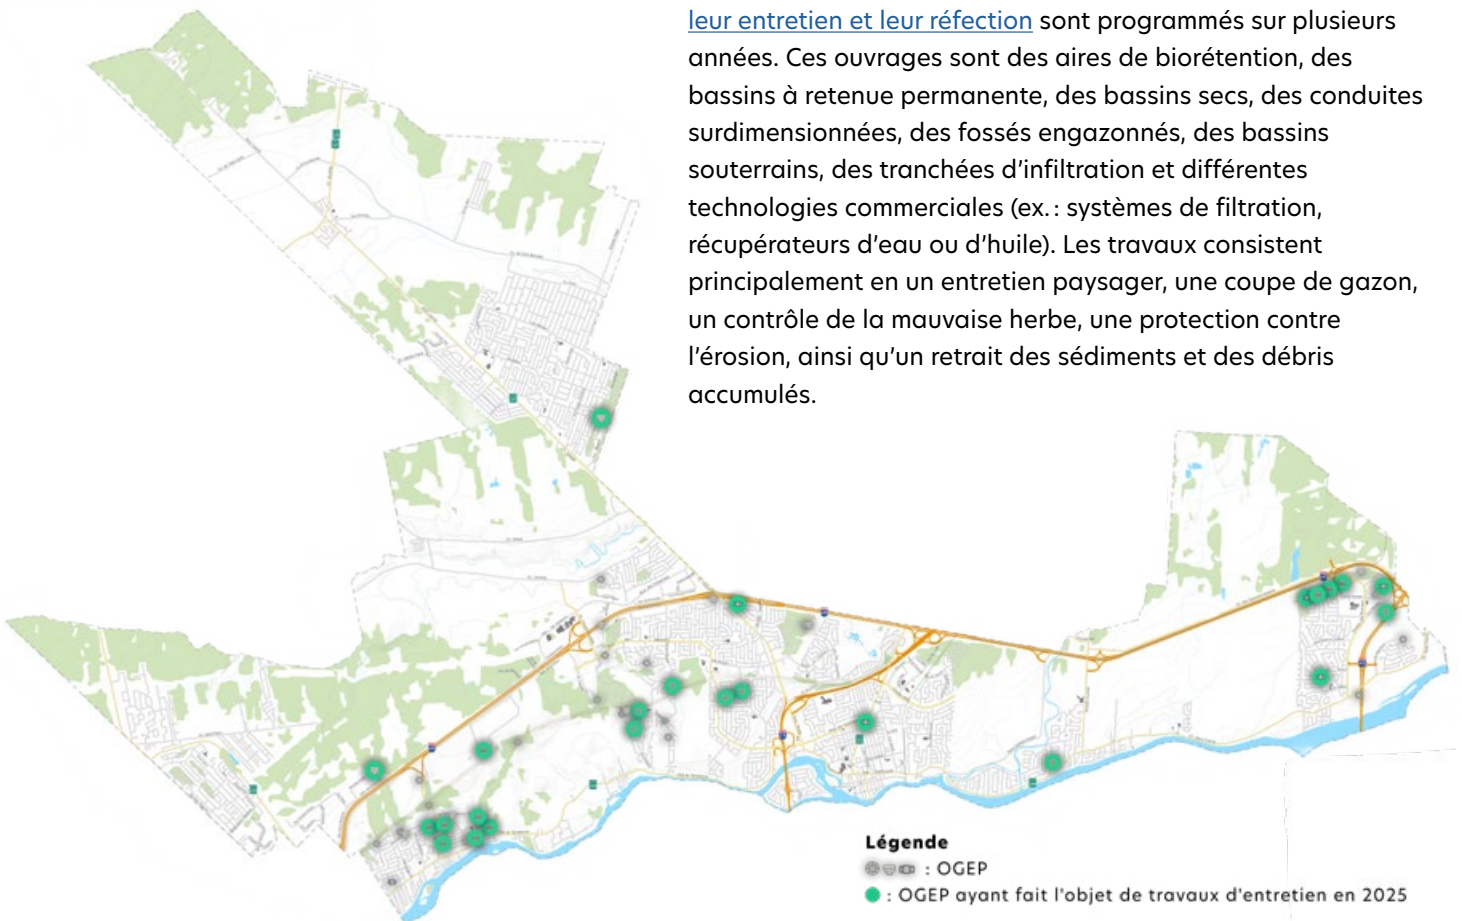 leur entretien et leur réfection sont programmés sur plusieurs
années. Ces ouvrages sont des aires de biorétention, des
bassins à retenue permanente, des bassins secs, des conduites
surdimensionnées, des fossés engazonnés, des bassins
souterrains, des tranchées d’infiltration et différentes
technologies commerciales (ex. : systèmes de filtration,
récupérateurs d’eau ou d’huile). Les travaux consistent
principalement en un entretien paysager, une coupe de gazon,
un contrôle de la mauvaise herbe, une protection contre
l’érosion, ainsi qu’un retrait des sédiments et des débris
accumulés.
Légende
: OGEP
: OGEP ayant fait l'objet de travaux d'entretien en 2025